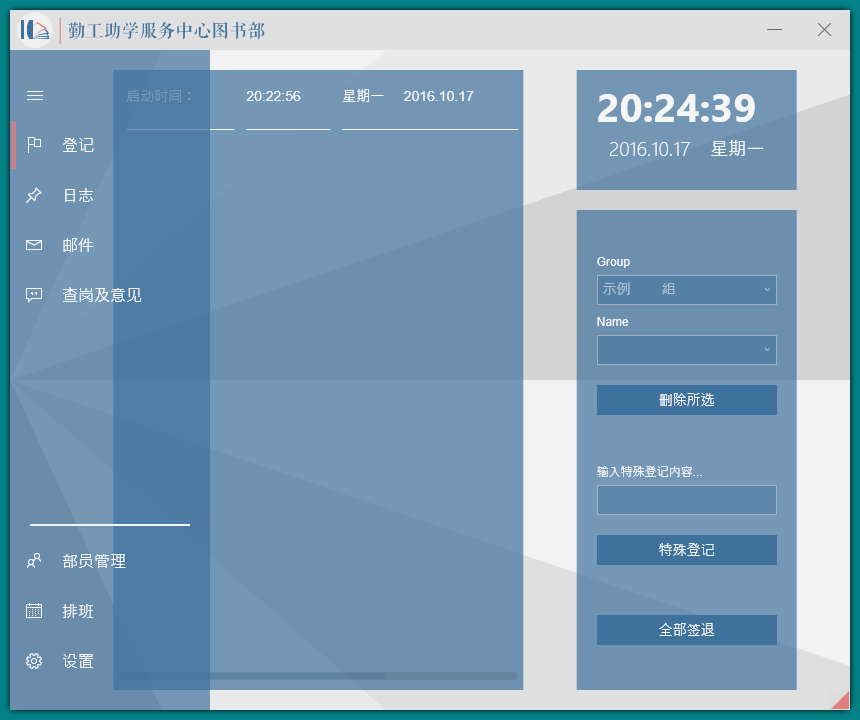 勤工助学服务中心图书部
启动时间： 20:22:56 星期一 2016.10.17
登记
日志
邮件
查岗及意见
部员管理
排班
设置
20:24:39
2016.10.17 星期一
Group
示例 组
Name
删除所选
输入特殊登记内容...
特殊登记
全部签退